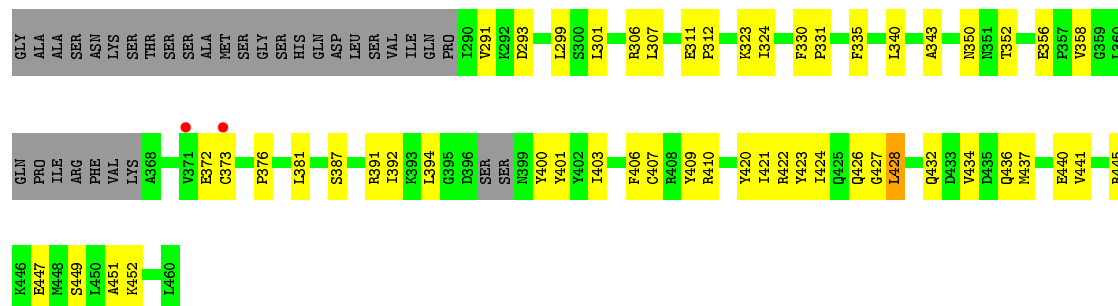 GLY ALA ALA SER ASN LYS SER THR SER SER ALA MET SER GLY SER HIS GLN ASP LEU SER VAL ILE GLN PRO I290 V291 K292 D293 L299 S300 L301 R306 L307 E311 P312 K323 I324 F330 P331 F335 L340 A343 N350 N351 T352 E356 P357 V358 G359 L360
GLN PRO ILE ARG PHE VAL LYS A368 V371 E372 C373 P376 L381 S387 R391 I392 K393 L394 G395 D396 SER SER N399 Y400 Y401 Y402 I403 F406 C407 R408 Y409 R410 Y420 I421 R422 Y423 I424 Q425 Q426 G427 L428 Q432 D433 V434 D435 Q436 M437 E440 V441
K446 E447 M448 S449 L450 A451 K452 L460